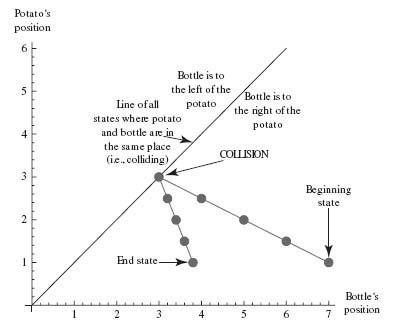 Potato's
position
6
5
4
3
2
1
Bottle is to
the left of the
potato
Bottle is to
the right of the
potato
Line of all
states where potato
and bottle are in
the same place
(i.e., colliding)
COLLISION
Beginning
state
End state
1 2 3 4 5 6 7
Bottle's
position